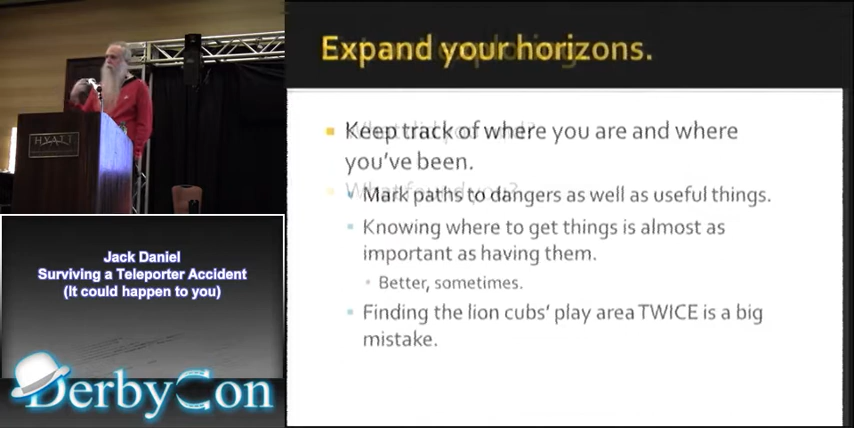 Expand your horizons.
Keep track of where you are and where
you've been.
Mark paths to dangers as well as useful things.
Knowing where to get things is almost as
important as having them.
Better, sometimes.
Finding the lion cubs' play area TWICE is a big
mistake.
HYATT
Jack Daniel
Surviving a Teleporter Accident
(It could happen to you)
DerbyCon